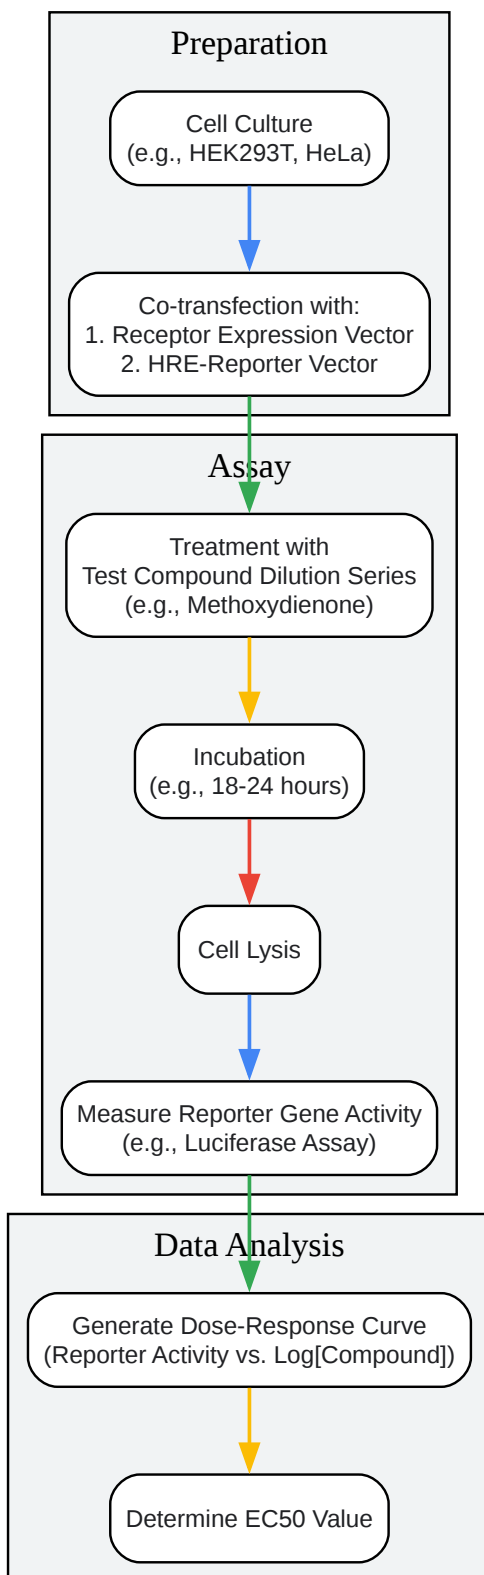 Preparation
Cell Culture
(e.g., HEK293T, HeLa)
Co-transfection with:
1. Receptor Expression Vector
2. HRE-Reporter Vector
Assay
Treatment with
Test Compound Dilution Series
(e.g., Methoxydienone)
Incubation
(e.g., 18-24 hours)
Cell Lysis
Measure Reporter Gene Activity
(e.g., Luciferase Assay)
Data Analysis
Generate Dose-Response Curve
(Reporter Activity vs. Log[Compound])
Determine EC50 Value